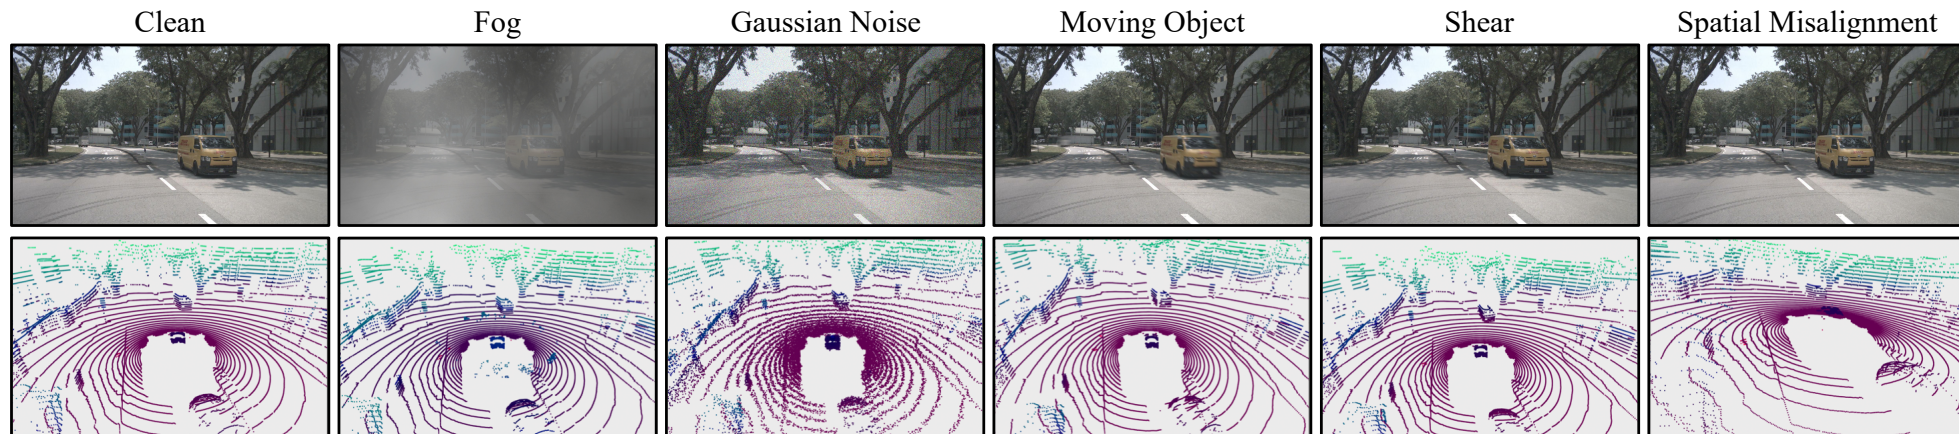 Clean
Fog
Gaussian Noise
Moving Object
Shear
Spatial Misalignment